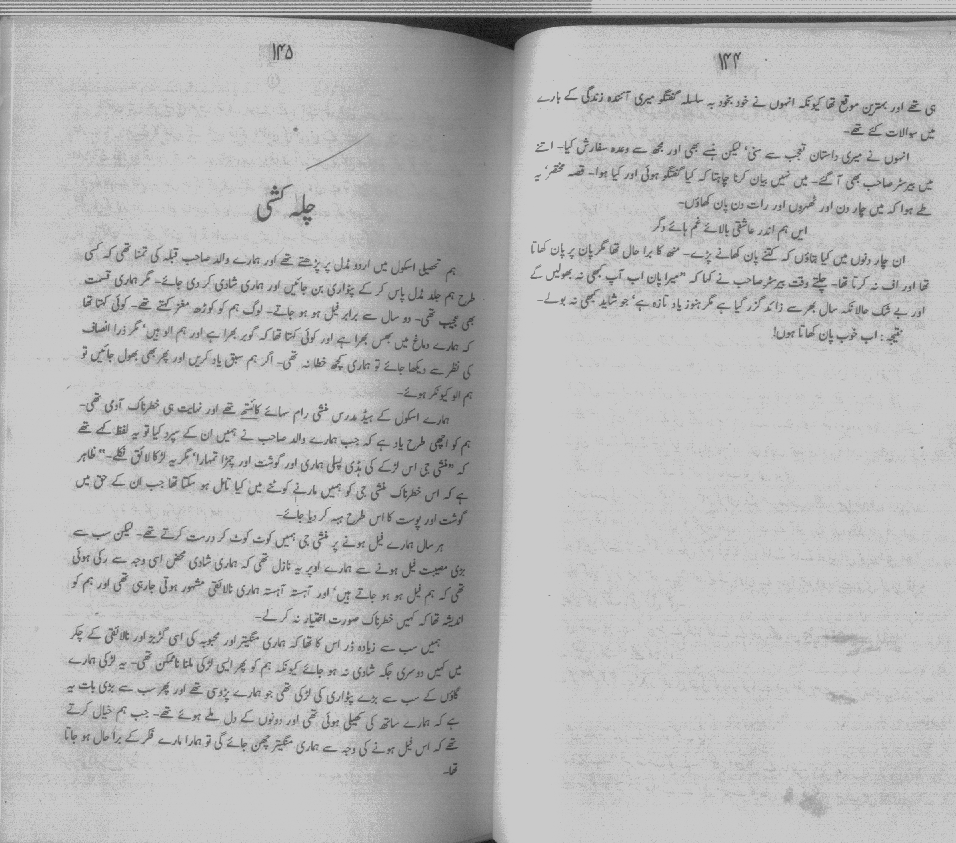 ۱۴۴
ہی تھے اور بہترین موقع تھا کیونکہ انہوں نے خود بخود یہ سلسلہ گفتگو میری آئندہ زندگی کے بارے
میں سوالات کئے تھے۔
انہوں نے میری داستان تعجب سے سنی، لیکن ہنسے بھی اور مجھ سے وعدہ سفارش کیا۔ اتنے
میں بیرسٹر صاحب بھی آ گئے۔ میں نہیں بیان کرنا چاہتا کہ کیا گفتگو ہوئی اور کیا ہوا۔ قصہ مختصر، یہ
طے ہوا کہ میں چار دن اور ٹھہروں اور رات دن پان کھاؤں۔
ایں ہم اندر عاشقی بالائے غم ہائے دگر
ان چار دنوں میں کیا بتاؤں کہ کتنے پان کھانے پڑے۔ منھ کا برا حال تھا مگر پان پر پان کھاتا
تھا اور اف نہ کرتا تھا۔ چلتے وقت بیرسٹر صاحب نے کہا کہ "میرا پان اب آپ کبھی نہ بھولیں گے
اور بے شک حالانکہ سال بھر سے زائد گزر گیا ہے مگر ہنوز یاد تازہ ہے، جو شاید کبھی نہ بولے۔
نتیجہ: اب خوب پان کھاتا ہوں!
۱۴۵
چلہ کشی
ہم تحصیلی اسکول میں اردو مڈل پر پڑھتے تھے اور ہمارے والد صاحب قبلہ کی تمنا تھی کہ کسی
طرح ہم جلد مڈل پاس کر کے پٹواری بن جائیں اور ہماری شادی کر دی جائے۔ مگر ہماری قسمت
بھی عجیب تھی۔ دو سال سے برابر فیل ہو ہو جاتے۔ لوگ ہم کو کوڑھ مغز کہتے تھے۔ کوئی کہتا تھا
کہ ہمارے دماغ میں بھس بھرا ہے اور کوئی کہتا تھا کہ گوبر بھرا ہے اور ہم الو ہیں، مگر ذرا انصاف
کی نظر سے دیکھا جائے تو ہماری کچھ خطا نہ تھی۔ اگر ہم سبق یاد کریں اور پھر بھی بھول جائیں تو
ہم الو کیونکر ہوئے۔
ہمارے اسکول کے ہیڈ مدرس منشی رام سہائے کائستھ تھے اور نہایت ہی خطرناک آدمی تھے۔
ہم کو اچھی طرح یاد ہے کہ جب ہمارے والد صاحب نے ہمیں ان کے سپرد کیا تو یہ لفظ کہے تھے
کہ "منشی جی اس لڑکے کی ہڈی پسلی ہماری اور گوشت اور چمڑا تمہارا، مگر یہ لڑکا لائق نکلے۔" ظاہر
ہے کہ اس خطرناک منشی جی کو ہمیں مارنے کوٹنے میں کیا تامل ہو سکتا تھا جب ان کے حق میں
گوشت اور پوست کا اس طرح ہبہ کر دیا جائے۔
ہر سال ہمارے فیل ہونے پر منشی جی ہمیں کوٹ کوٹ کر درست کرتے تھے۔ لیکن سب سے
بڑی مصیبت فیل ہونے سے ہمارے اوپر یہ نازل تھی کہ ہماری شادی محض اسی وجہ سے رکی ہوئی
تھی کہ ہم فیل ہو ہو جاتے ہیں، اور آہستہ آہستہ ہماری نالائقی مشہور ہوتی جا رہی تھی اور ہم کو
اندیشہ تھا کہ کہیں خطرناک صورت اختیار نہ کر لے۔
ہمیں سب سے زیادہ ڈر اس کا تھا کہ ہماری منگیتر اور محبوبہ کی اسی گڑبڑ اور نالائقی کے چکر
میں کہیں دوسری جگہ شادی نہ ہو جائے کیونکہ ہم کو پھر ایسی لڑکی ملنا ناممکن تھی۔ یہ لڑکی ہمارے
گاؤں کے سب سے بڑے پٹواری کی لڑکی تھی جو ہمارے پڑوسی تھے اور پھر سب سے بڑی بات یہ
ہے کہ ہمارے ساتھ کی کھیلی ہوئی تھی اور دونوں کے دل ملے ہوئے تھے۔ جب ہم خیال کرتے
تھے کہ اس فیل ہونے کی وجہ سے ہماری منگیتر چھن جائے گی تو ہمارا مارے فکر کے برا حال ہو جاتا
تھا۔